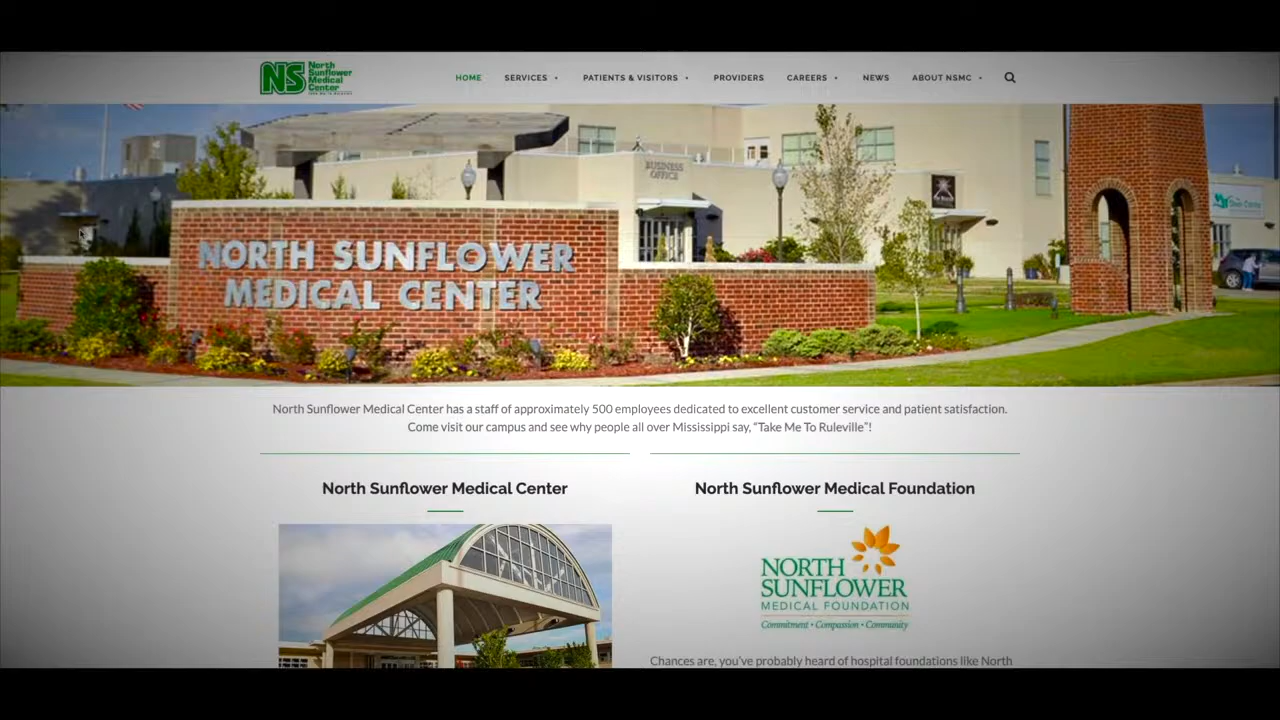 NS North
Sunflower
Medical
Center
HOME SERVICES PATIENTS & VISITORS PROVIDERS CAREERS NEWS ABOUT NSMC
BUSINESS
OFFICE
NORTH SUNFLOWER
MEDICAL CENTER
North Sunflower Medical Center has a staff of approximately 500 employees dedicated to excellent customer service and patient satisfaction.
Come visit our campus and see why people all over Mississippi say, “Take Me To Ruleville”!
North Sunflower Medical Center
North Sunflower Medical Foundation
NORTH
SUNFLOWER
MEDICAL FOUNDATION
Commitment • Compassion • Community
Chances are, you’ve probably heard of hospital foundations like North